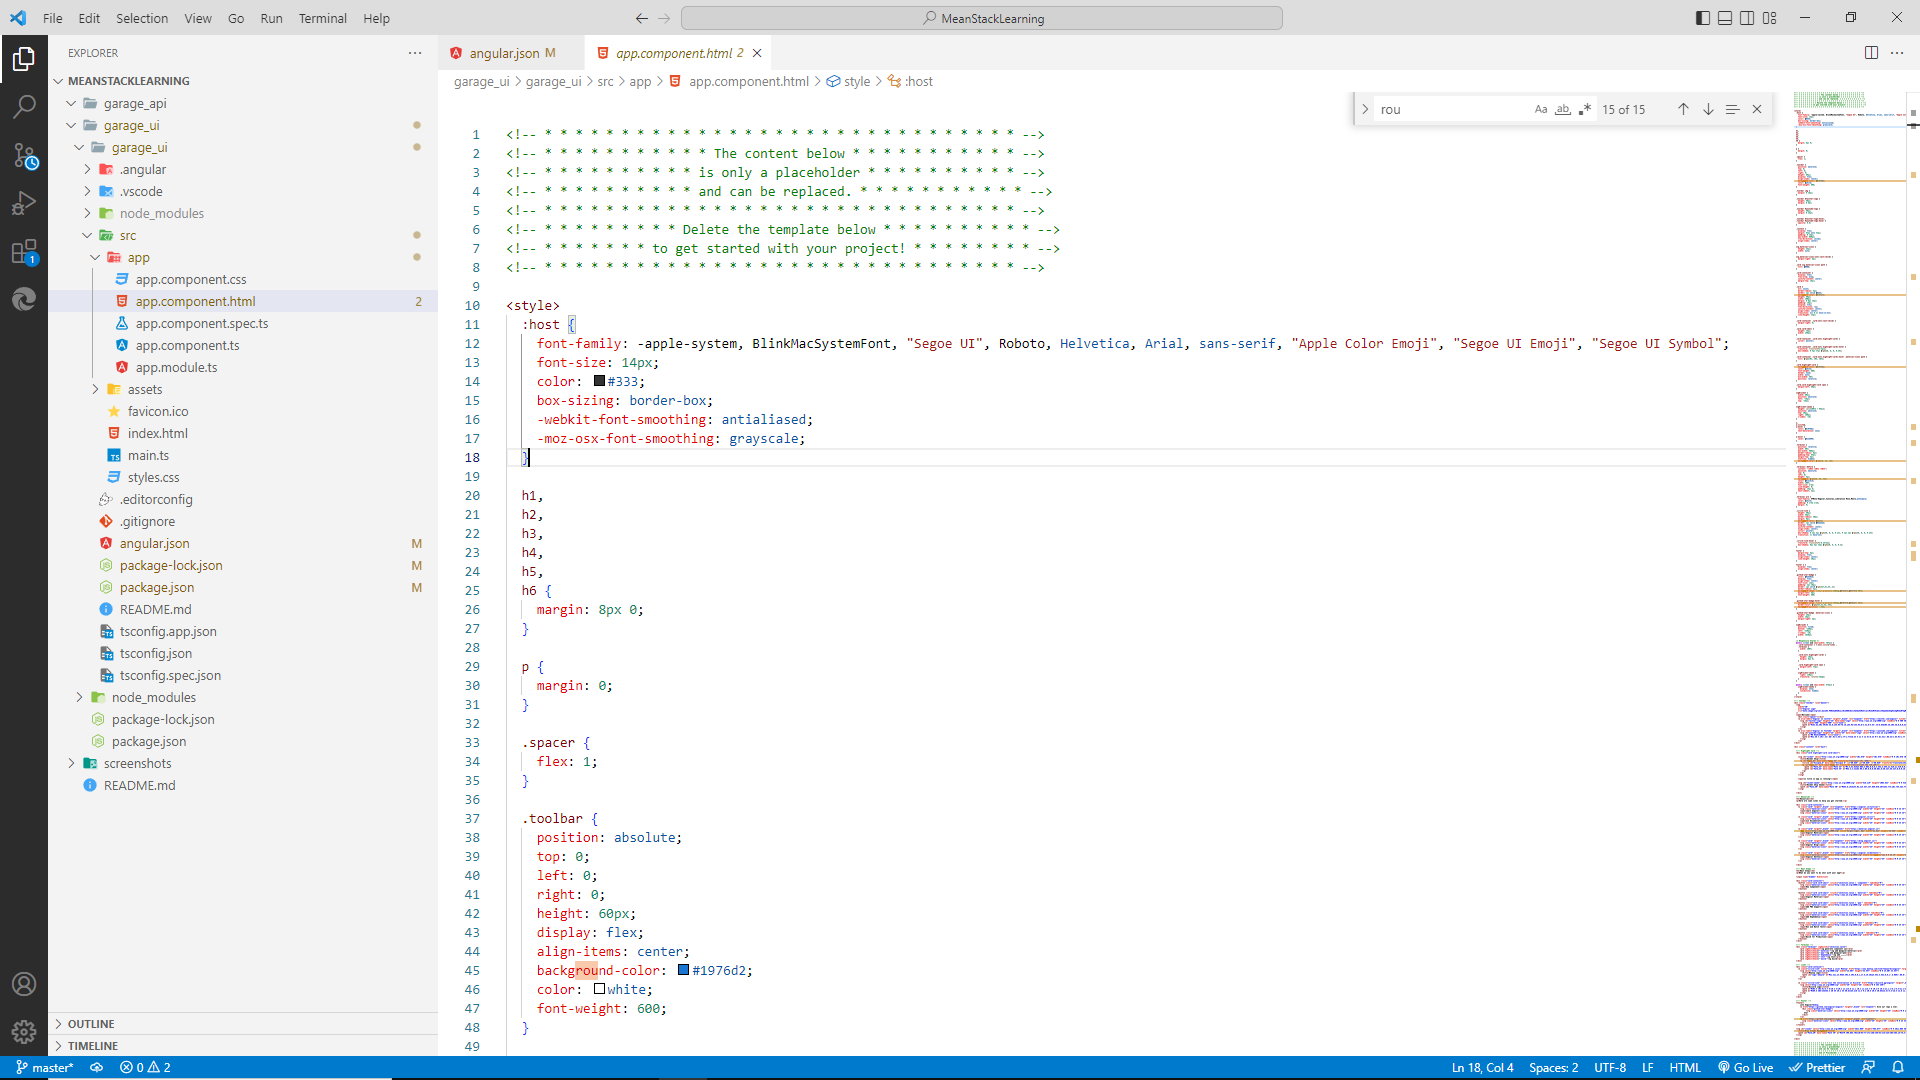 File Edit Selection View Go Run Terminal Help
MeanStackLearning
EXPLORER
MEANSTACKLEARNING
garage_api
garage_ui
garage_ui
.angular
.vscode
node_modules
src
app
app.component.css
app.component.html 2
app.component.spec.ts
app.component.ts
app.module.ts
assets
favicon.ico
index.html
main.ts
styles.css
.editorconfig
.gitignore
angular.json M
package-lock.json M
package.json M
README.md
tsconfig.app.json
tsconfig.json
tsconfig.spec.json
node_modules
package-lock.json
package.json
screenshots
README.md
OUTLINE
TIMELINE
1
angular.json M
app.component.html 2
garage_ui > garage_ui > src > app > app.component.html > style > :host
rou
Aa ab 15 of 15
1 <!-- * * * * * * * * * * * * * * * * * * * * * * * * * * * * * * * -->
2 <!-- * * * * * * * * * * * The content below * * * * * * * * * * * -->
3 <!-- * * * * * * * * * * is only a placeholder * * * * * * * * * * -->
4 <!-- * * * * * * * * * * and can be replaced. * * * * * * * * * * * -->
5 <!-- * * * * * * * * * * * * * * * * * * * * * * * * * * * * * * * -->
6 <!-- * * * * * * * * * Delete the template below * * * * * * * * * * -->
7 <!-- * * * * * * * to get started with your project! * * * * * * * * -->
8 <!-- * * * * * * * * * * * * * * * * * * * * * * * * * * * * * * * -->
9
10 <style>
11 :host {
12 font-family: -apple-system, BlinkMacSystemFont, "Segoe UI", Roboto, Helvetica, Arial, sans-serif, "Apple Color Emoji", "Segoe UI Emoji", "Segoe UI Symbol";
13 font-size: 14px;
14 color: #333;
15 box-sizing: border-box;
16 -webkit-font-smoothing: antialiased;
17 -moz-osx-font-smoothing: grayscale;
18 }
19
20 h1,
21 h2,
22 h3,
23 h4,
24 h5,
25 h6 {
26 margin: 8px 0;
27 }
28
29 p {
30 margin: 0;
31 }
32
33 .spacer {
34 flex: 1;
35 }
36
37 .toolbar {
38 position: absolute;
39 top: 0;
40 left: 0;
41 right: 0;
42 height: 60px;
43 display: flex;
44 align-items: center;
45 background-color: #1976d2;
46 color: white;
47 font-weight: 600;
48 }
49
master* 0 2 Ln 18, Col 4 Spaces: 2 UTF-8 LF HTML Go Live Prettier